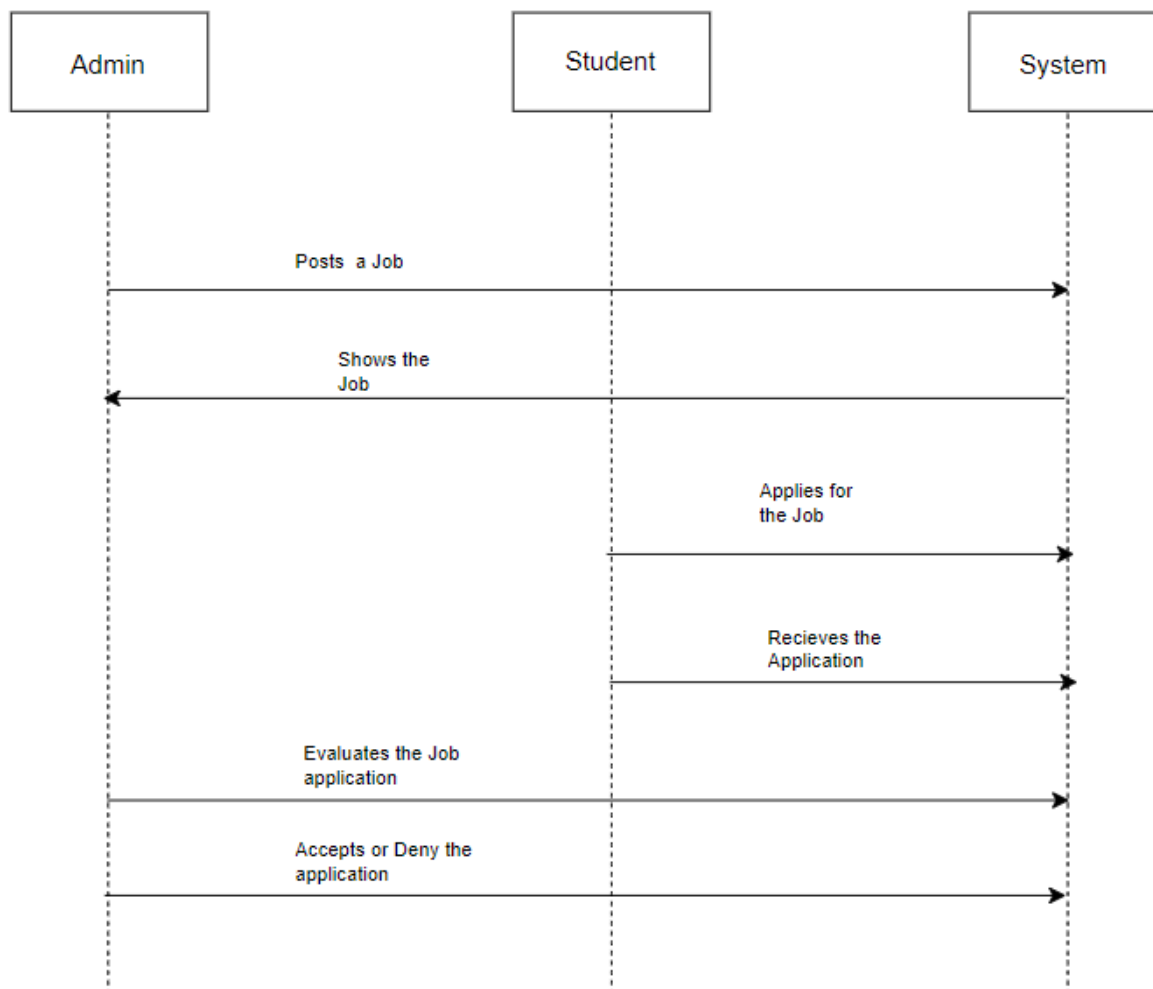 Admin
Student
System
Posts  a Job
Shows the
Job
Applies for
the Job
Recieves the
Application
Evaluates the Job
application
Accepts or Deny the
application